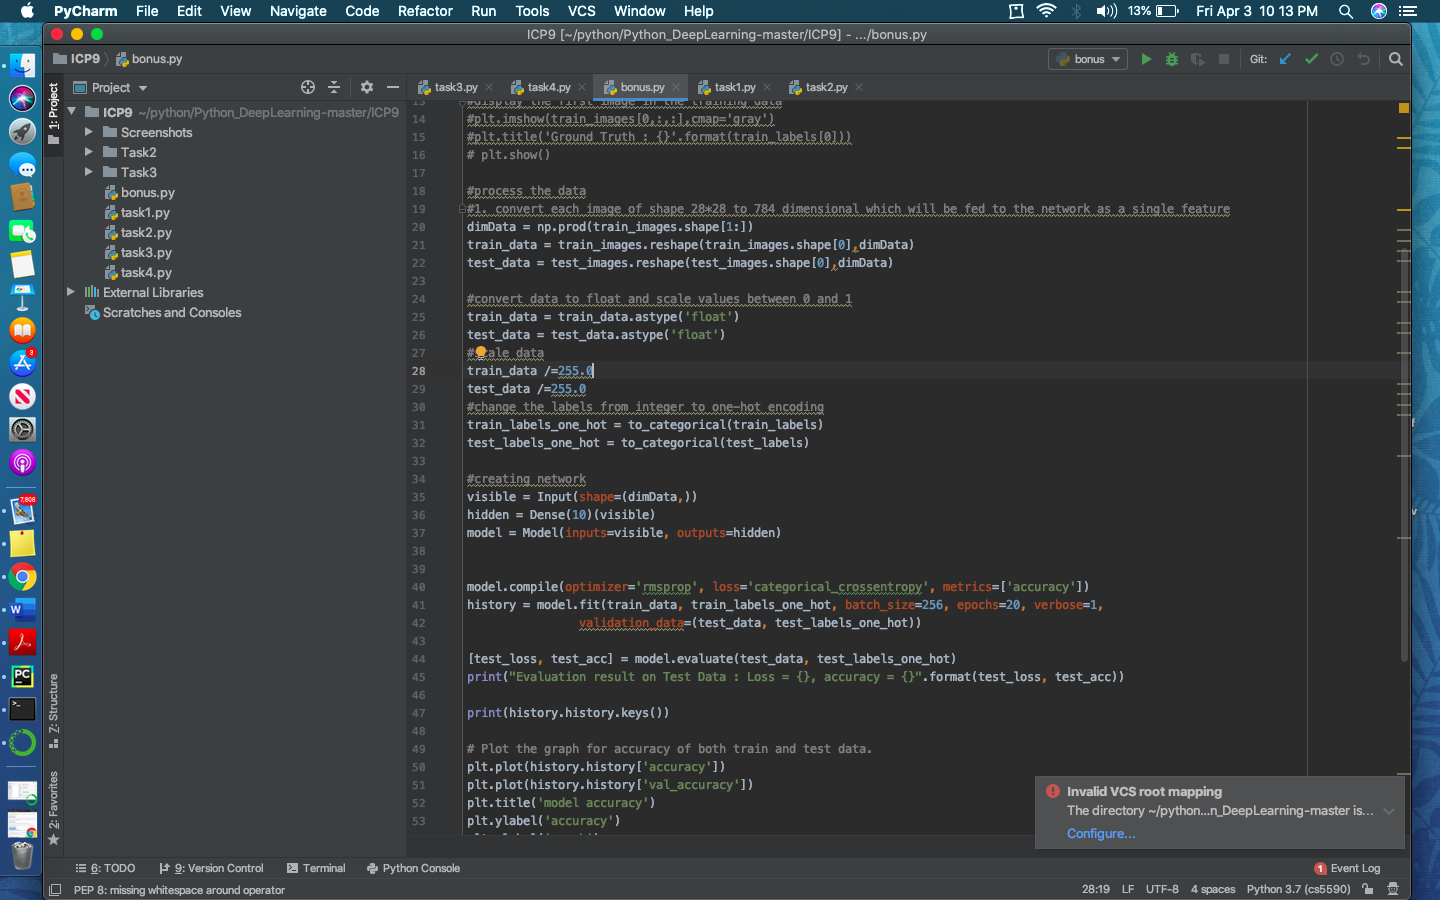 PyCharm File Edit View Navigate Code Refactor Run Tools VCS Window Help 13% Fri Apr 3 10 13 PM
ICP9 [~/python/Python_DeepLearning-master/ICP9] - .../bonus.py
ICP9 bonus.py bonus Git:
1: Project
Project
task3.py task4.py bonus.py task1.py task2.py
ICP9 ~/python/Python_DeepLearning-master/ICP9
Screenshots
Task2
Task3
bonus.py
task1.py
task2.py
task3.py
task4.py
External Libraries
Scratches and Consoles
13 #display the first image in the training data
14 #plt.imshow(train_images[0,:,:],cmap='gray')
15 #plt.title('Ground Truth : {}'.format(train_labels[0]))
16 # plt.show()
17
18 #process the data
19 #1. convert each image of shape 28*28 to 784 dimensional which will be fed to the network as a single feature
20 dimData = np.prod(train_images.shape[1:])
21 train_data = train_images.reshape(train_images.shape[0],dimData)
22 test_data = test_images.reshape(test_images.shape[0],dimData)
23
24 #convert data to float and scale values between 0 and 1
25 train_data = train_data.astype('float')
26 test_data = test_data.astype('float')
27 #scale data
28 train_data /=255.0
29 test_data /=255.0
30 #change the labels from integer to one-hot encoding
31 train_labels_one_hot = to_categorical(train_labels)
32 test_labels_one_hot = to_categorical(test_labels)
33
34 #creating network
35 visible = Input(shape=(dimData,))
36 hidden = Dense(10)(visible)
37 model = Model(inputs=visible, outputs=hidden)
38
39
40 model.compile(optimizer='rmsprop', loss='categorical_crossentropy', metrics=['accuracy'])
41 history = model.fit(train_data, train_labels_one_hot, batch_size=256, epochs=20, verbose=1,
42 validation_data=(test_data, test_labels_one_hot))
43
44 [test_loss, test_acc] = model.evaluate(test_data, test_labels_one_hot)
45 print("Evaluation result on Test Data : Loss = {}, accuracy = {}".format(test_loss, test_acc))
46
47 print(history.history.keys())
48
49 # Plot the graph for accuracy of both train and test data.
50 plt.plot(history.history['accuracy'])
51 plt.plot(history.history['val_accuracy'])
52 plt.title('model accuracy')
53 plt.ylabel('accuracy')
3
7,808
Z: Structure
2: Favorites
Invalid VCS root mapping
The directory ~/python...n_DeepLearning-master is...
Configure...
6: TODO 9: Version Control Terminal Python Console 1 Event Log
PEP 8: missing whitespace around operator 28:19 LF UTF-8 4 spaces Python 3.7 (cs5590)